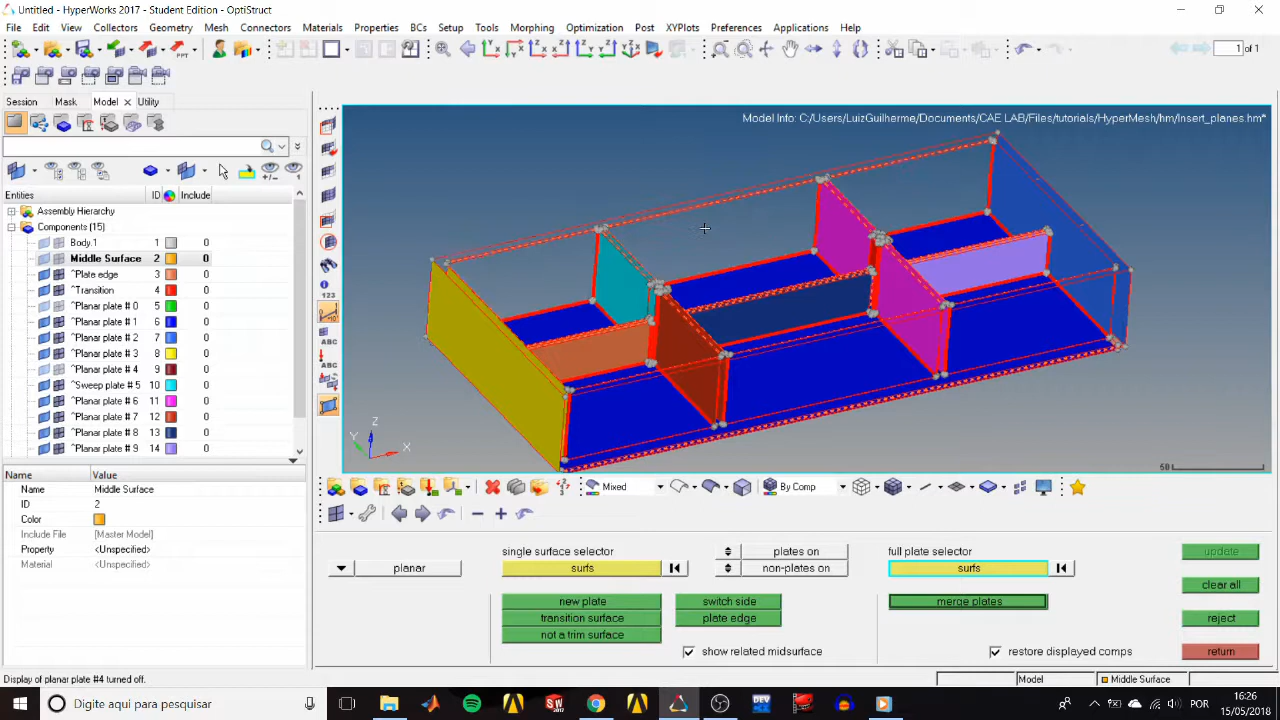 Untitled - HyperWorks 2017 - Student Edition - OptiStruct
File Edit View Collectors Geometry Mesh Connectors Materials Properties BCs Setup Tools Morphing Optimization Post XYPlots Preferences Applications Help
1 of 1
Session Mask Model Utility
Model Info: C:/Users/LuizGuilherme/Documents/CAE LAB/Files/tutorials/HyperMesh/hm/Insert_planes.hm*
Entities ID Include
Assembly Hierarchy
Components (15)
Body.1 1 0
Middle Surface 2 0
^Plate edge 3 0
^Transition 4 0
^Planar plate # 0 5 0
^Planar plate # 1 6 0
^Planar plate # 2 7 0
^Planar plate # 3 8 0
^Planar plate # 4 9 0
^Sweep plate # 5 10 0
^Planar plate # 6 11 0
^Planar plate # 7 12 0
^Planar plate # 8 13 0
^Planar plate # 9 14 0
123
ABC
ABC
Z
Y X
Name Value
Name Middle Surface
ID 2
Color
Include File [Master Model]
Property <Unspecified>
Material <Unspecified>
Mixed By Comp
planar
single surface selector
surfs
new plate
transition surface
not a trim surface
plates on
non-plates on
switch side
plate edge
show related midsurface
full plate selector
surfs
merge plates
restore displayed comps
update
clear all
reject
return
Display of planar plate #4 turned off.
Model Middle Surface
Digite aqui para pesquisar
POR
16:26
15/05/2018